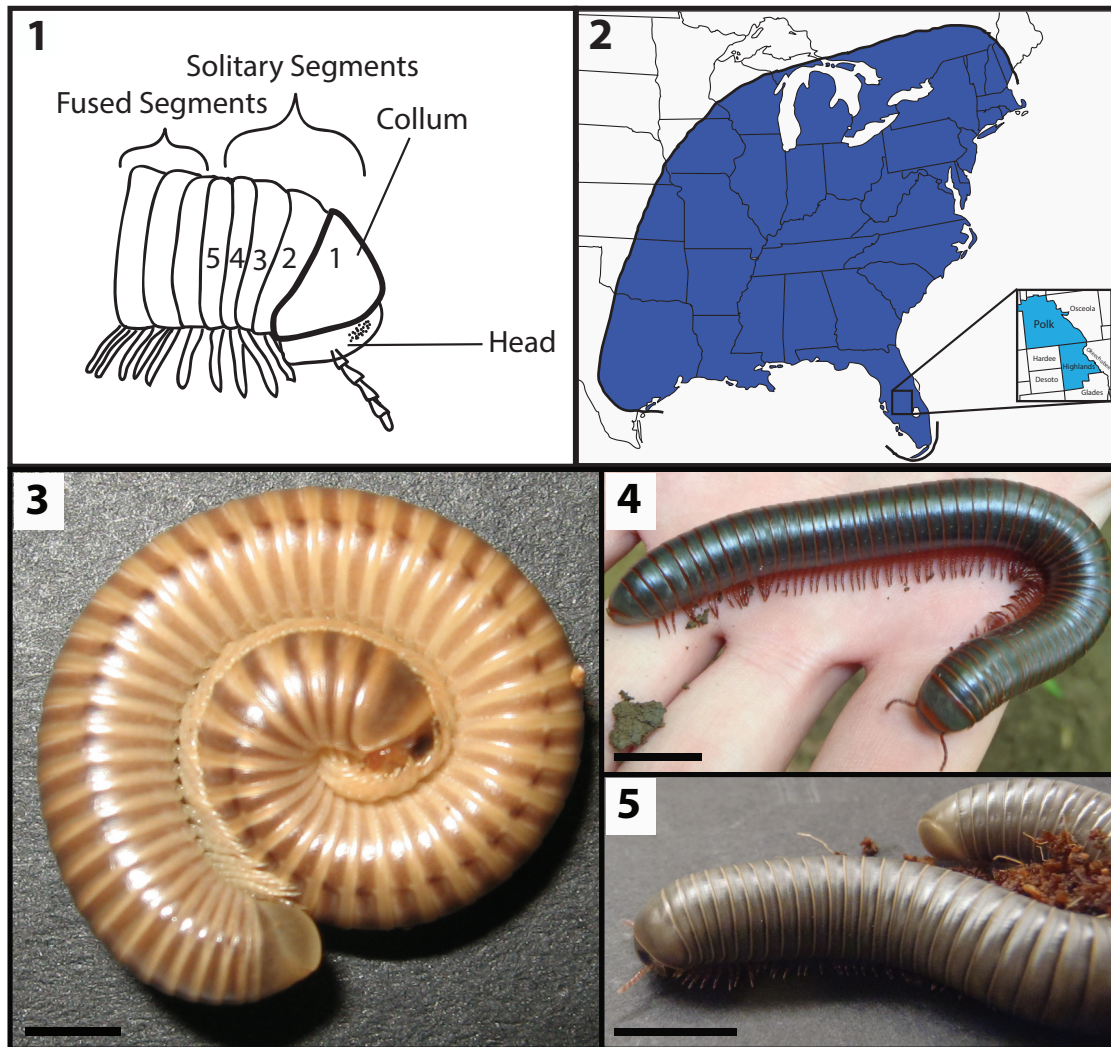 1
Solitary Segments
Fused Segments
Collum
5 4 3 2 1
Head
2
Polk
Osceola
Okeechobee
Hardee
Highlands
Desoto
Glades
3
4
5